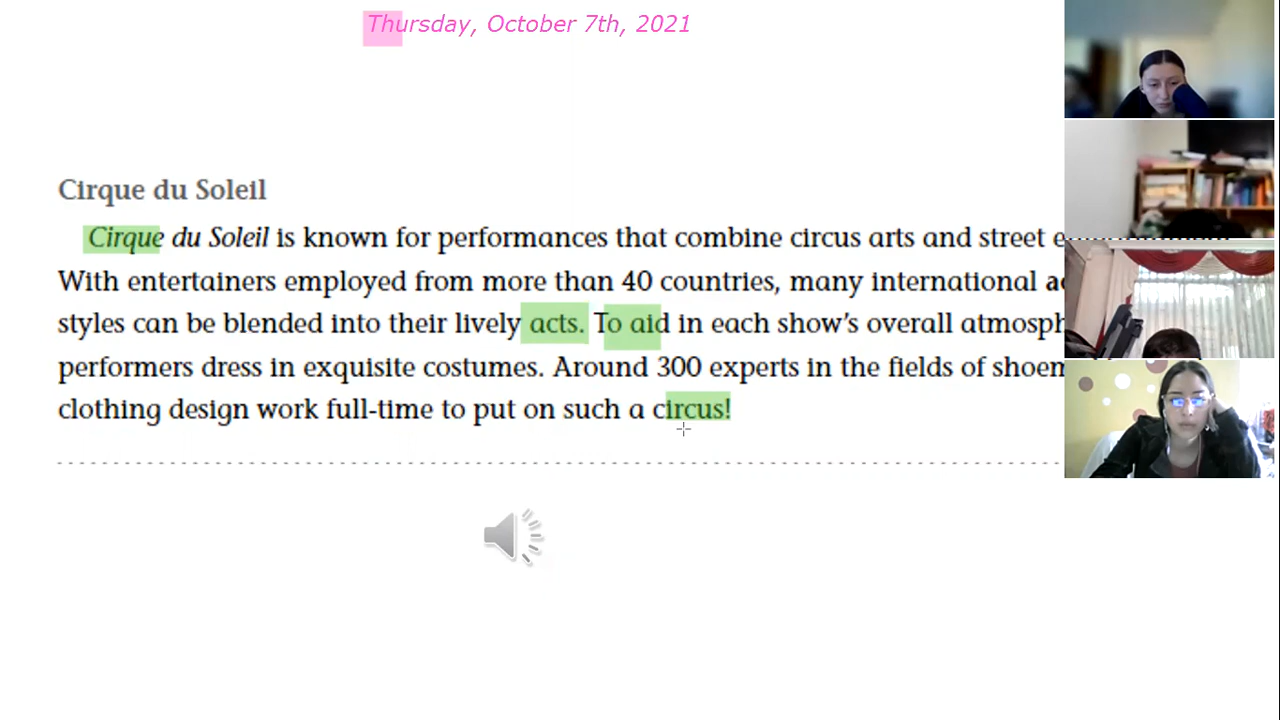 Thursday, October 7th, 2021
Cirque du Soleil
Cirque du Soleil is known for performances that combine circus arts and street
With entertainers employed from more than 40 countries, many international
styles can be blended into their lively acts. To aid in each show's overall
performers dress in exquisite costumes. Around 300 experts in the fields of
clothing design work full-time to put on such a circus!